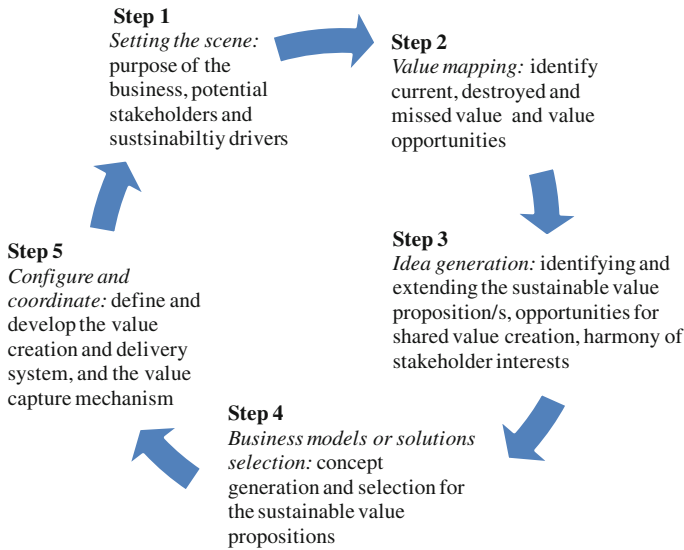 Step 1
Setting the scene:
purpose of the
business, potential
stakeholders and
sustsinabiltiy drivers
Step 2
Value mapping: identify
current, destroyed and
missed value and value
opportunities
Step 3
Idea generation: identifying and
extending the sustainable value
proposition/s, opportunities for
shared value creation, harmony of
stakeholder interests
Step 4
Business models or solutions
selection: concept
generation and selection for
the sustainable value
propositions
Step 5
Configure and
coordinate: define and
develop the value
creation and delivery
system, and the value
capture mechanism